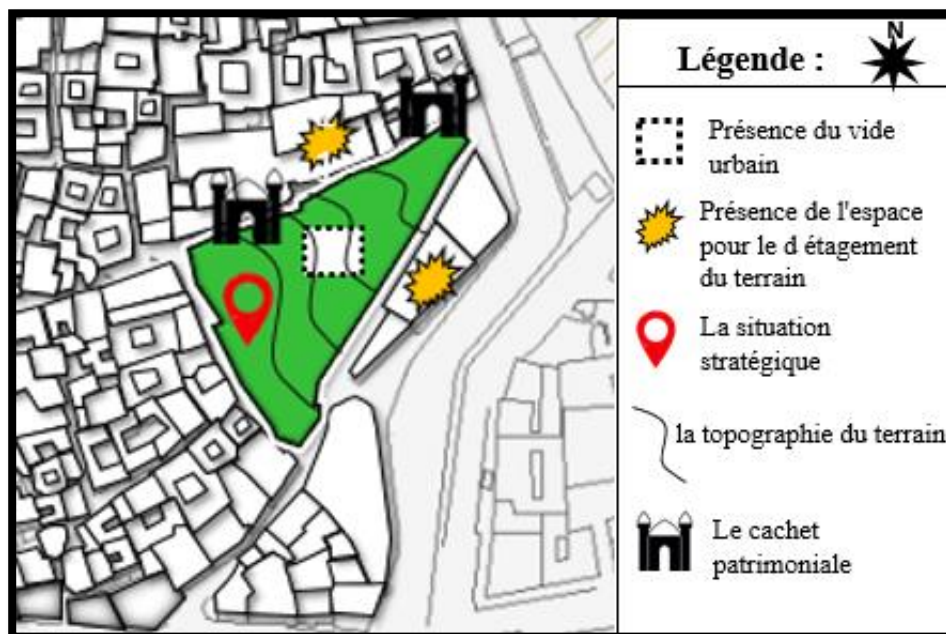 N
Légende :
Présence du vide
urbain
Présence de l'espace
pour le d étagement
du terrain
La situation
stratégique
la topographie du terrain
Le cachet
patrimoniale